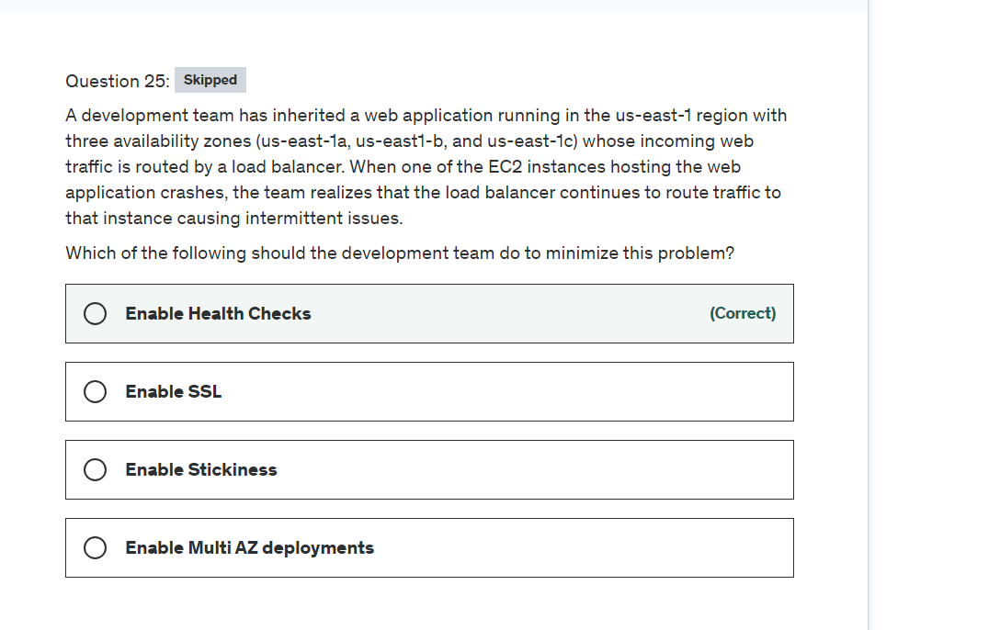 Question 25: Skipped
A development team has inherited a web application running in the us-east-1 region with
three availability zones (us-east-1a, us-east1-b, and us-east-1c) whose incoming web
traffic is routed by a load balancer. When one of the EC2 instances hosting the web
application crashes, the team realizes that the load balancer continues to route traffic to
that instance causing intermittent issues.
Which of the following should the development team do to minimize this problem?
Enable Health Checks (Correct)
Enable SSL
Enable Stickiness
Enable Multi AZ deployments